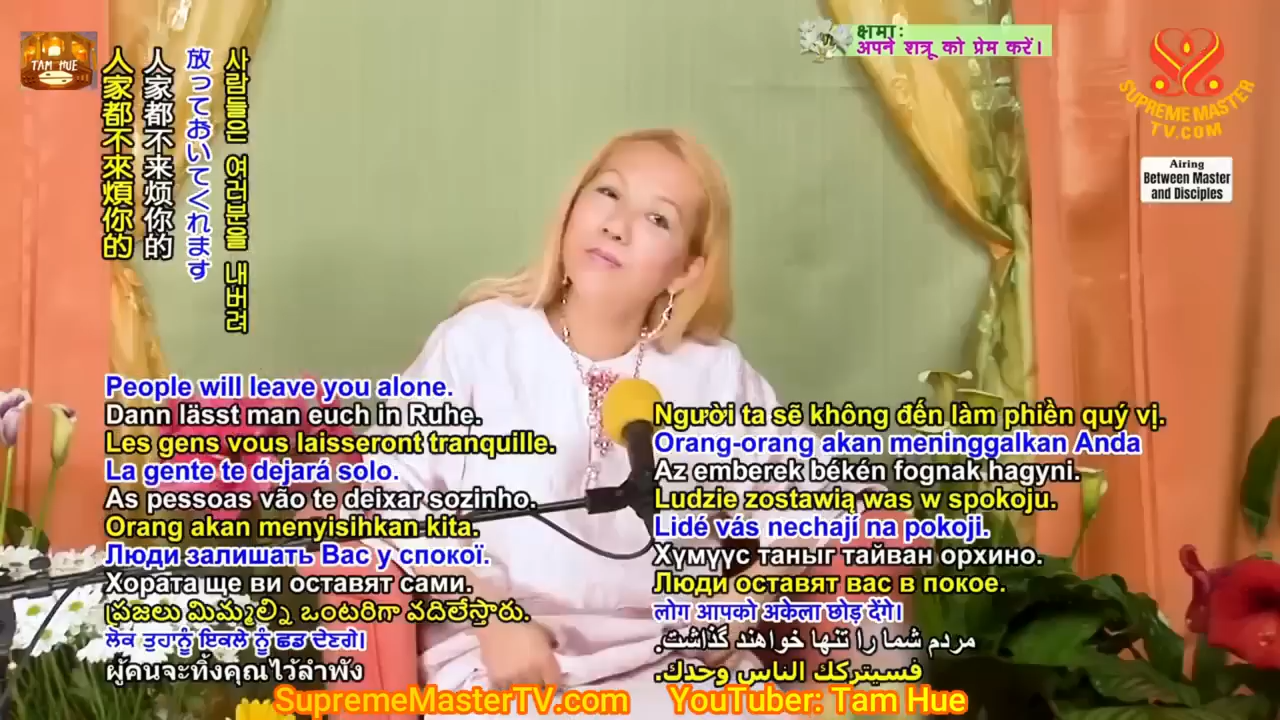 TAM HUE
人家都不來煩你的
人家都不来烦你的
放っておいてくれます
사람들은 여러분을 내버려
क्षमा:
अपने शत्रू को प्रेम करें।
SUPREME MASTER
TV.COM
Airing
Between Master
and Disciples
People will leave you alone.
Dann lässt man euch in Ruhe.
Les gens vous laisseront tranquille.
La gente te dejará solo.
As pessoas vão te deixar sozinho.
Orang akan menyisihkan kita.
Люди залишать Вас у спокої.
Хората ще ви оставят сами.
ప్రజలు మిమ్మల్ని ఒంటరిగా వదిలేస్తారు.
ਲੋਕ ਤੁਹਾਨੂੰ ਇਕਲੇ ਨੂੰ ਛਡ ਦੇਣਗੇ।
ผู้คนจะทิ้งคุณไว้ลำพัง
Người ta sẽ không đến làm phiền quý vị.
Orang-orang akan meninggalkan Anda
Az emberek békén fognak hagyni.
Ludzie zostawią was w spokoju.
Lidé vás nechají na pokoji.
Хүмүүс таныг тайван орхино.
Люди оставят вас в покое.
लोग आपको अकेला छोड़ देंगे।
مردم شما را تنها خواهند گذاشت.
فسيتركك الناس وحدك.
SupremeMasterTV.com
YouTuber: Tam Hue